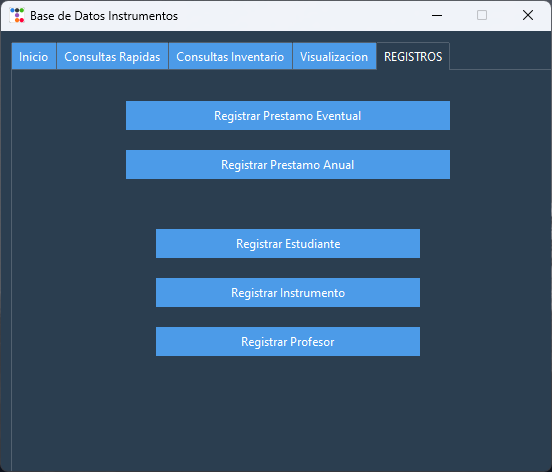 Base de Datos Instrumentos
Inicio Consultas Rapidas Consultas Inventario Visualizacion REGISTROS
Registrar Prestamo Eventual
Registrar Prestamo Anual
Registrar Estudiante
Registrar Instrumento
Registrar Profesor